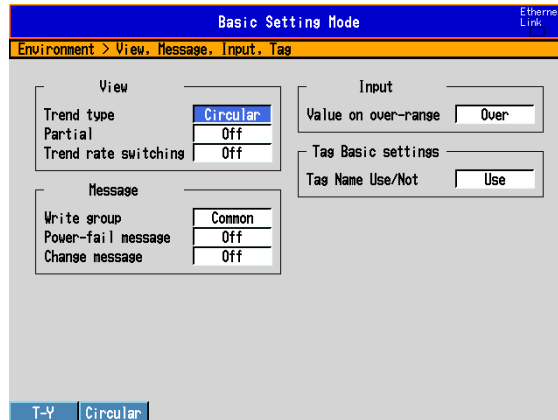 Basic Setting Mode
Etherne
Link
Environment > View, Message, Input, Tag
View
Trend type Circular
Partial Off
Trend rate switching Off
Message
Write group Common
Power-fail message Off
Change message Off
Input
Value on over-range Over
Tag Basic settings
Tag Name Use/Not Use
T-Y Circular